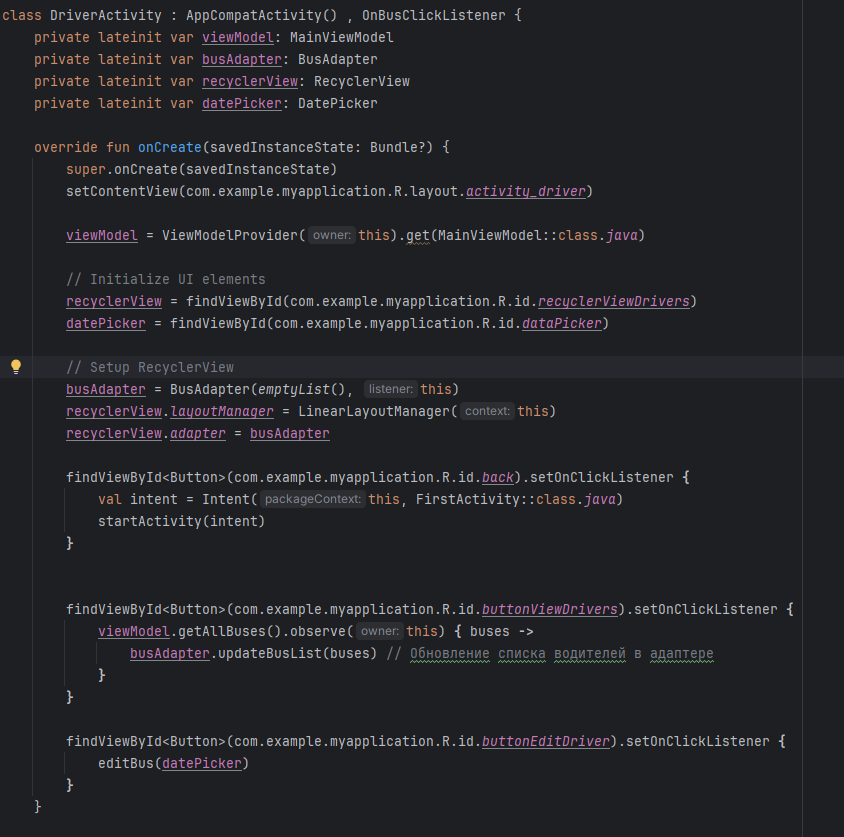 class DriverActivity : AppCompatActivity() , OnBusClickListener {
private lateinit var viewModel: MainViewModel
private lateinit var busAdapter: BusAdapter
private lateinit var recyclerView: RecyclerView
private lateinit var datePicker: DatePicker
override fun onCreate(savedInstanceState: Bundle?) {
super.onCreate(savedInstanceState)
setContentView(com.example.myapplication.R.layout.activity_driver)
viewModel = ViewModelProvider( owner: this).get(MainViewModel::class.java)
// Initialize UI elements
recyclerView = findViewById(com.example.myapplication.R.id.recyclerViewDrivers)
datePicker = findViewById(com.example.myapplication.R.id.dataPicker)
// Setup RecyclerView
busAdapter = BusAdapter(emptyList(), listener: this)
recyclerView.layoutManager = LinearLayoutManager( context: this)
recyclerView.adapter = busAdapter
findViewById<Button>(com.example.myapplication.R.id.back).setOnClickListener {
val intent = Intent( packageContext: this, FirstActivity::class.java)
startActivity(intent)
}
findViewById<Button>(com.example.myapplication.R.id.buttonViewDrivers).setOnClickListener {
viewModel.getAllBuses().observe( owner: this) { buses ->
busAdapter.updateBusList(buses) // Обновление списка водителей в адаптере
}
}
findViewById<Button>(com.example.myapplication.R.id.buttonEditDriver).setOnClickListener {
editBus(datePicker)
}
}